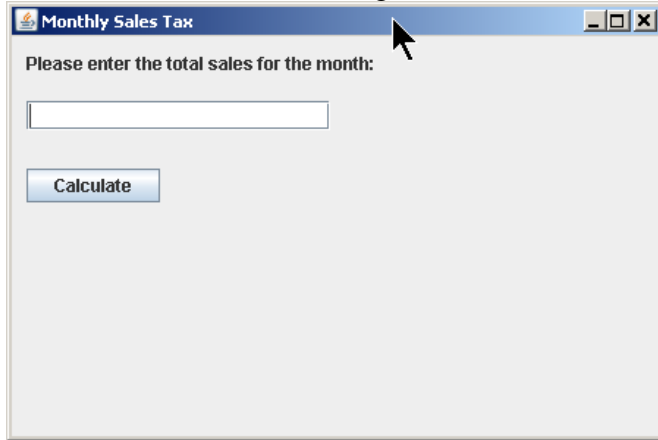 Monthly Sales Tax
Please enter the total sales for the month:
Calculate